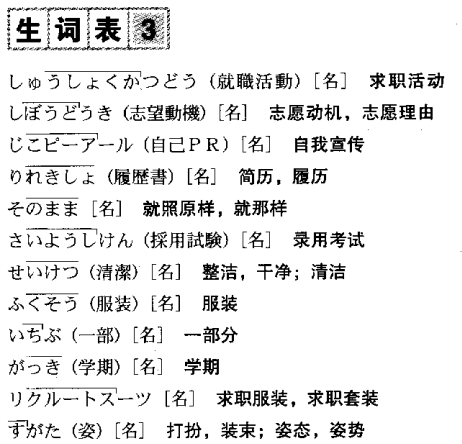 生词表3
しゅうしょくかつどう（就職活動）［名］ 求职活动
しぼうどうき（志望動機）［名］ 志愿动机，志愿理由
じこピーアール（自己ＰＲ）［名］ 自我宣传
りれきしょ（履歴書）［名］ 简历，履历
そのまま［名］ 就照原样，就那样
さいようしけん（採用試験）［名］ 录用考试
せいけつ（清潔）［名］ 整洁，干净；清洁
ふくそう（服装）［名］ 服装
いちぶ（一部）［名］ 一部分
がっき（学期）［名］ 学期
リクルートスーツ［名］ 求职服装，求职套装
すがた（姿）［名］ 打扮，装束；姿态，姿势